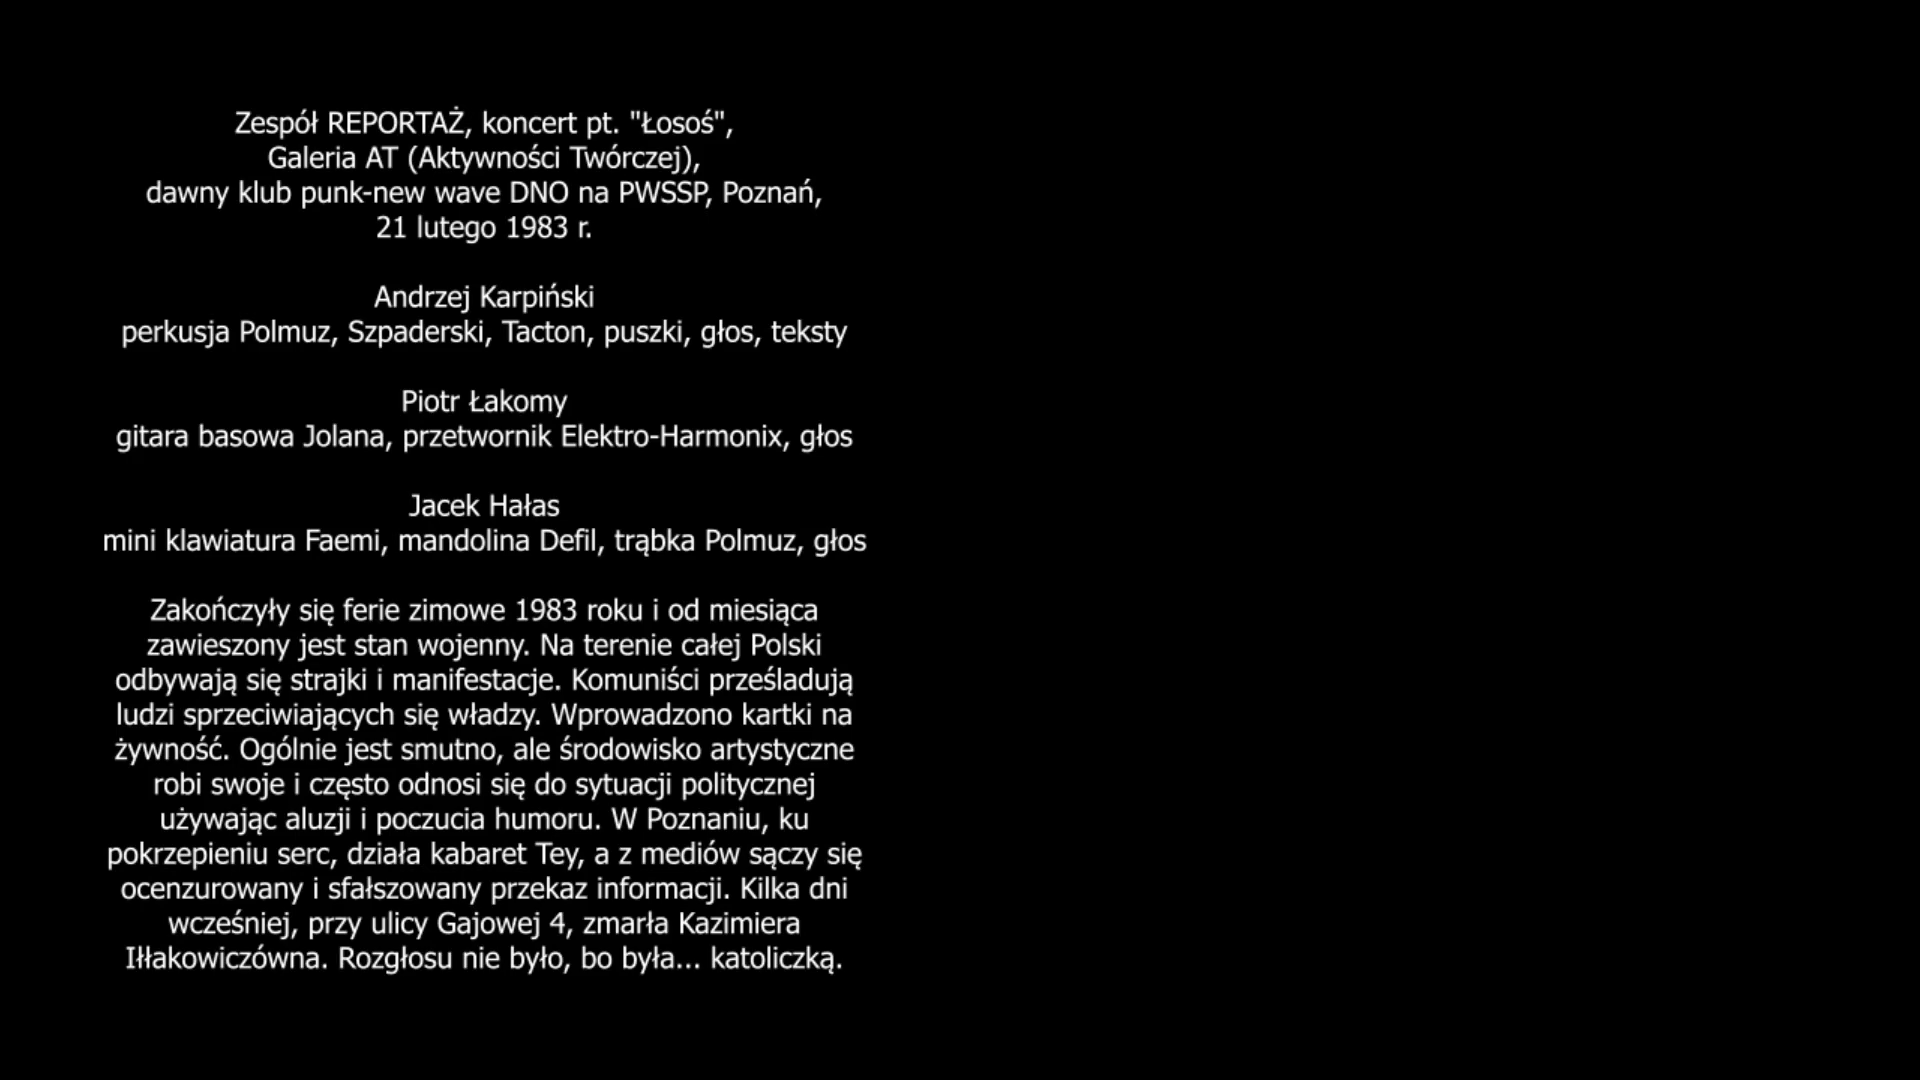 Zespół REPORTAŻ, koncert pt. "Łosoś",
Galeria AT (Aktywności Twórczej),
dawny klub punk-new wave DNO na PWSSP, Poznań,
21 lutego 1983 r.
Andrzej Karpiński
perkusja Polmuz, Szpaderski, Tacton, puszki, głos, teksty
Piotr Łakomy
gitara basowa Jolana, przetwornik Elektro-Harmonix, głos
Jacek Hałas
mini klawiatura Faemi, mandolina Defil, trąbka Polmuz, głos
Zakończyły się ferie zimowe 1983 roku i od miesiąca
zawieszony jest stan wojenny. Na terenie całej Polski
odbywają się strajki i manifestacje. Komuniści prześladują
ludzi sprzeciwiających się władzy. Wprowadzono kartki na
żywność. Ogólnie jest smutno, ale środowisko artystyczne
robi swoje i często odnosi się do sytuacji politycznej
używając aluzji i poczucia humoru. W Poznaniu, ku
pokrzepieniu serc, działa kabaret Tey, a z mediów sączy się
ocenzurowany i sfałszowany przekaz informacji. Kilka dni
wcześniej, przy ulicy Gajowej 4, zmarła Kazimiera
Iłłakowiczówna. Rozgłosu nie było, bo była... katoliczką.